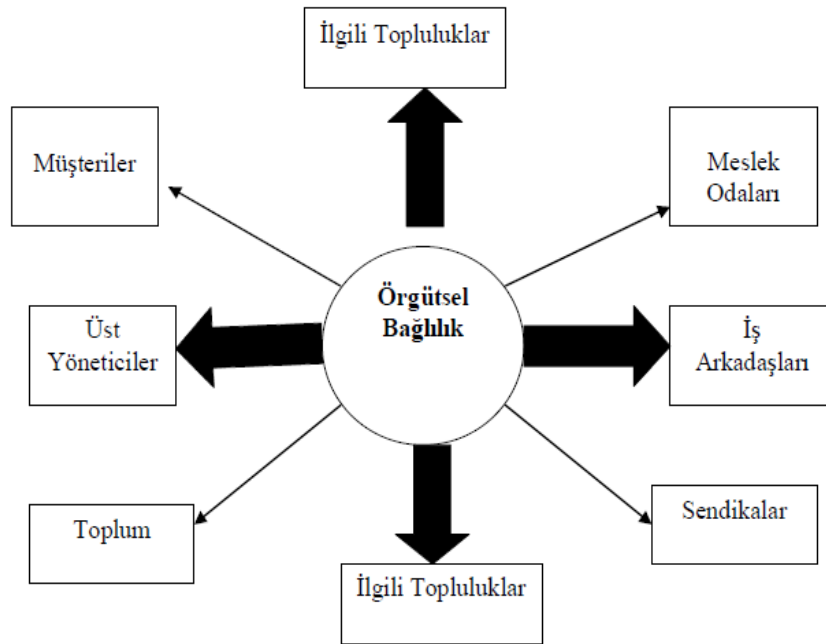 İlgili Topluluklar
Müşteriler
Meslek
Odaları
Örgütsel
Bağlılık
Üst
Yöneticiler
İş
Arkadaşları
Toplum
Sendikalar
İlgili Topluluklar